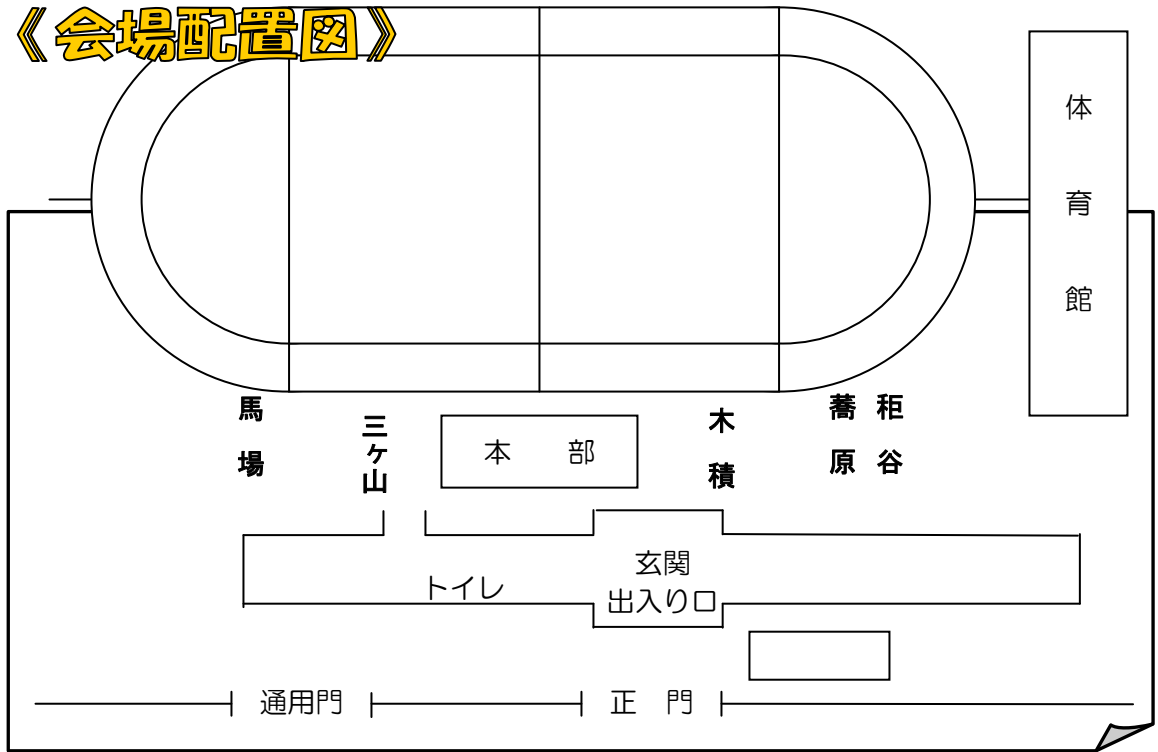 《会場配置図》
体育館
馬場
三ヶ山
本部
木積
蕎原
秬谷
トイレ
玄関
出入り口
通用門
正門